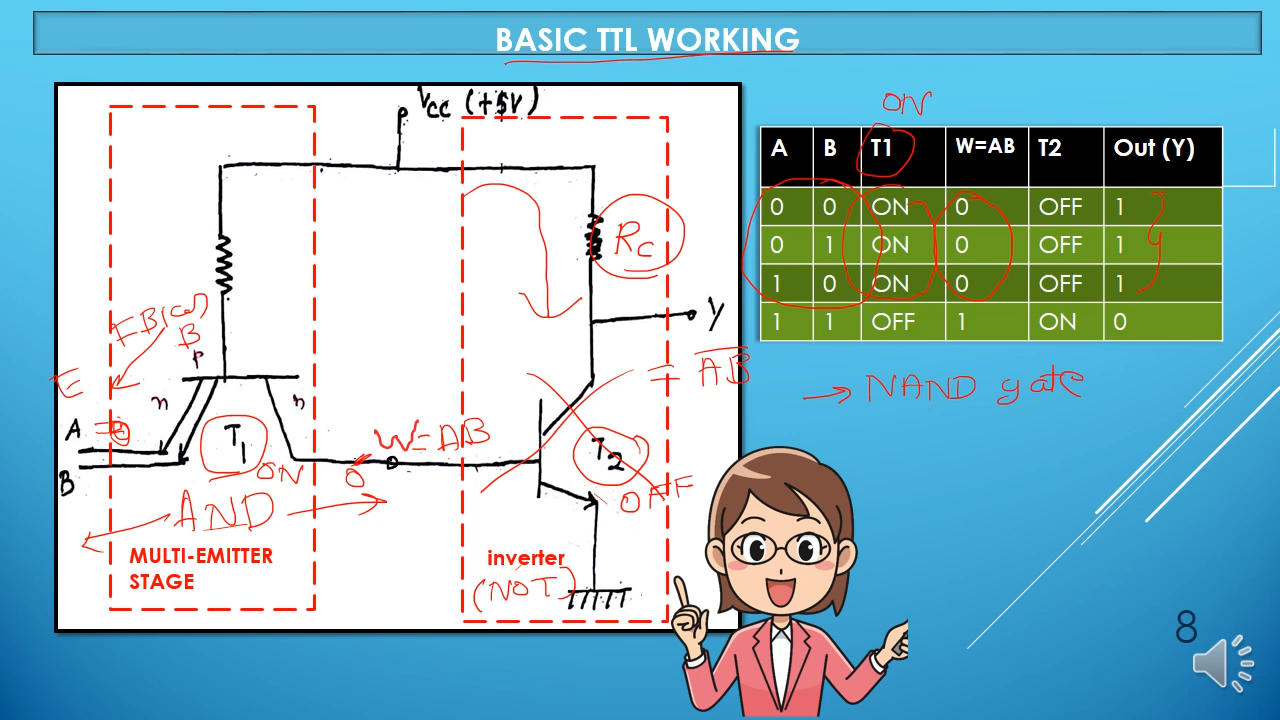 BASIC TTL WORKING
VCC (+5V)
RC
Y
= AB
EB
B
P
E
n
n
A = 0
B
T1
ON
0
W=AB
T2
OFF
AND
MULTI-EMITTER
STAGE
inverter
(NOT)
ON
A B T1 W=AB T2 Out (Y)
0 0 ON 0 OFF 1
0 1 ON 0 OFF 1
1 0 ON 0 OFF 1
1 1 OFF 1 ON 0
→ NAND gate
8